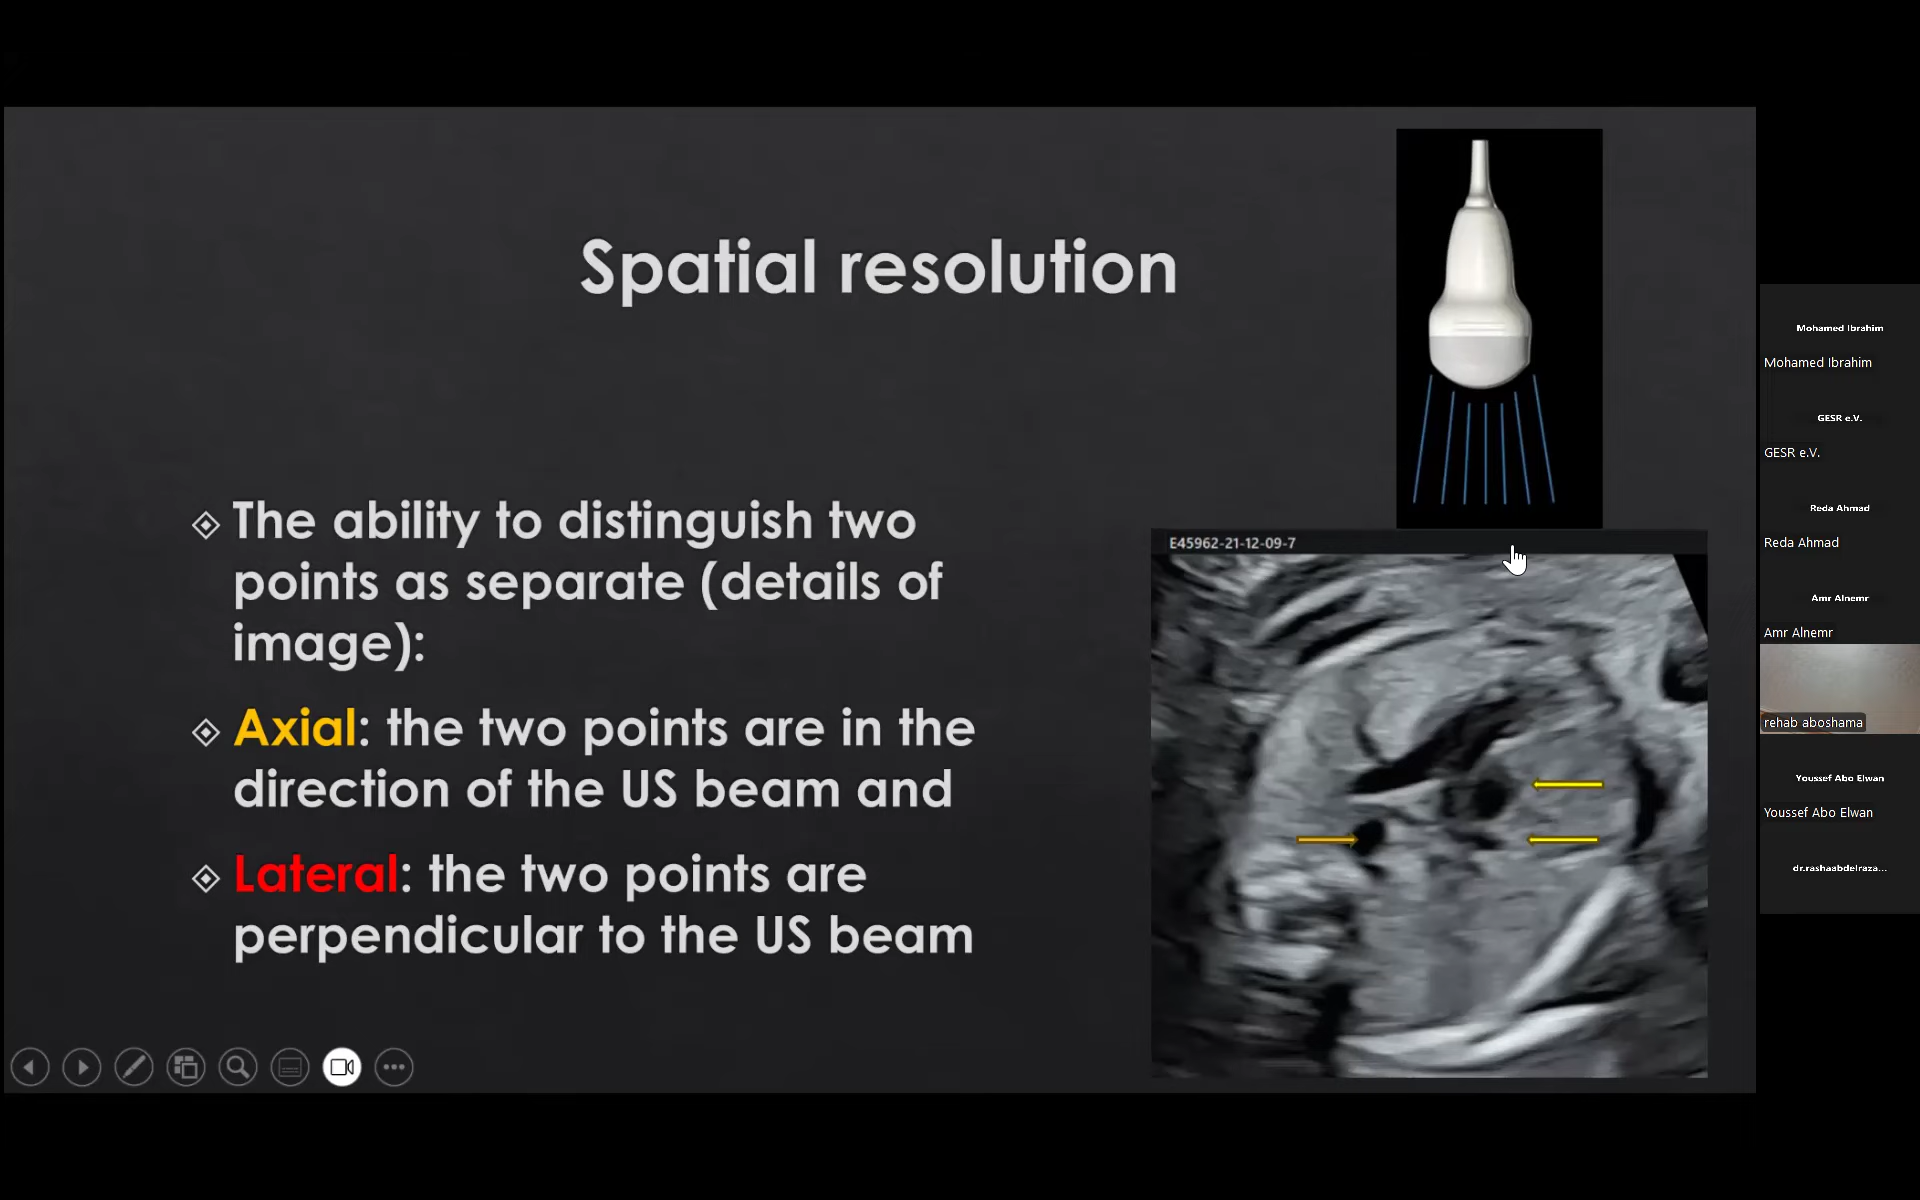 Spatial resolution
The ability to distinguish two
points as separate (details of
image):
Axial: the two points are in the
direction of the US beam and
Lateral: the two points are
perpendicular to the US beam
E45962-21-12-09-7
Mohamed Ibrahim
Mohamed Ibrahim
GESR e.V.
GESR e.V.
Reda Ahmad
Reda Ahmad
Amr Alnemr
Amr Alnemr
rehab aboshama
Youssef Abo Elwan
Youssef Abo Elwan
dr.rashaabdelraza...